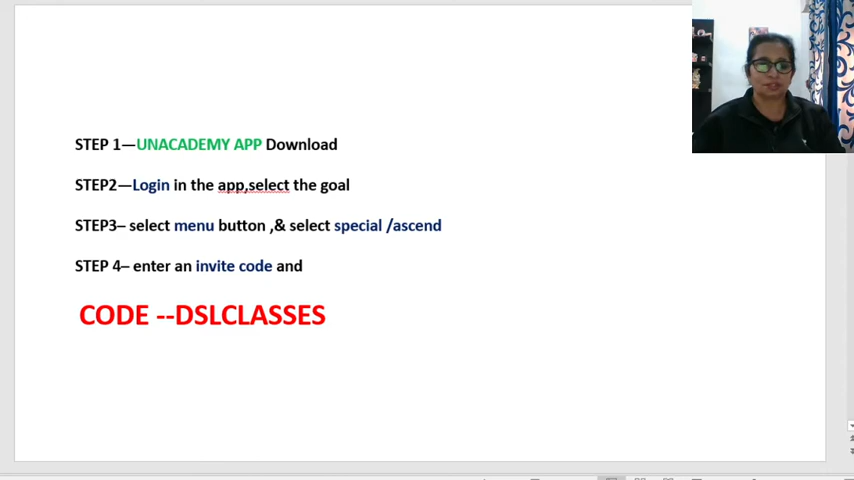 STEP 1—UNACADEMY APP Download
STEP2—Login in the app,select the goal
STEP3– select menu button ,& select special /ascend
STEP 4– enter an invite code and
CODE --DSLCLASSES